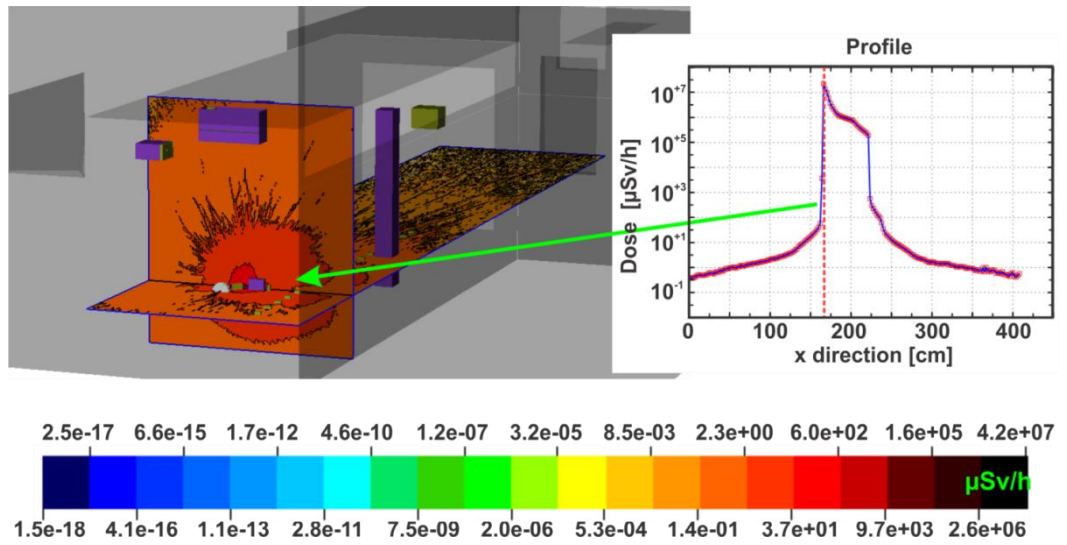 Profile
10+7
10+5
10+3
10+1
10-1
Dose [µSv/h]
0 100 200 300 400
x direction [cm]
2.5e-17 6.6e-15 1.7e-12 4.6e-10 1.2e-07 3.2e-05 8.5e-03 2.3e+00 6.0e+02 1.6e+05 4.2e+07
µSv/h
1.5e-18 4.1e-16 1.1e-13 2.8e-11 7.5e-09 2.0e-06 5.3e-04 1.4e-01 3.7e+01 9.7e+03 2.6e+06